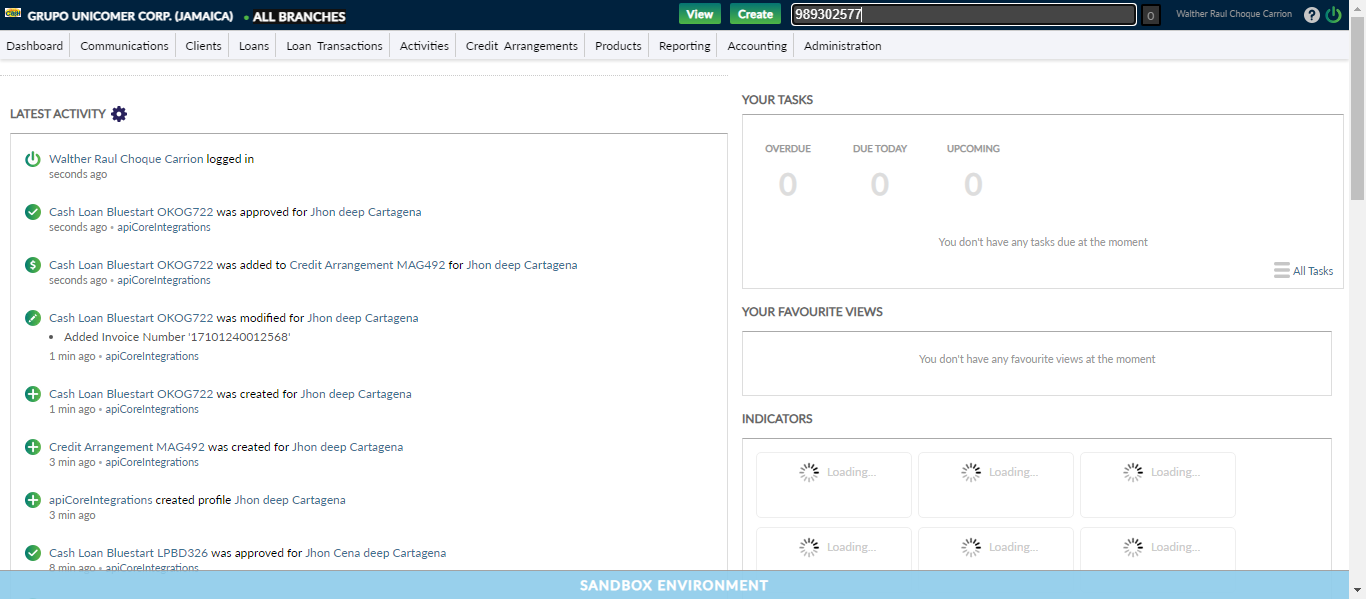 GRUPO UNICOMER CORP. (JAMAICA) • ALL BRANCHES View Create 989302577 0 Walther Raul Choque Carrion ?
Dashboard Communications Clients Loans Loan Transactions Activities Credit Arrangements Products Reporting Accounting Administration
LATEST ACTIVITY
Walther Raul Choque Carrion logged in
seconds ago
Cash Loan Bluestart OKOG722 was approved for Jhon deep Cartagena
seconds ago • apiCoreIntegrations
Cash Loan Bluestart OKOG722 was added to Credit Arrangement MAG492 for Jhon deep Cartagena
seconds ago • apiCoreIntegrations
Cash Loan Bluestart OKOG722 was modified for Jhon deep Cartagena
• Added Invoice Number '17101240012568'
1 min ago • apiCoreIntegrations
Cash Loan Bluestart OKOG722 was created for Jhon deep Cartagena
1 min ago • apiCoreIntegrations
Credit Arrangement MAG492 was created for Jhon deep Cartagena
3 min ago • apiCoreIntegrations
apiCoreIntegrations created profile Jhon deep Cartagena
3 min ago
Cash Loan Bluestart LPBD326 was approved for Jhon Cena deep Cartagena
8 min ago • apiCoreIntegrations
YOUR TASKS
OVERDUE DUE TODAY UPCOMING
0 0 0
You don't have any tasks due at the moment
All Tasks
YOUR FAVOURITE VIEWS
You don't have any favourite views at the moment
INDICATORS
Loading... Loading... Loading...
Loading... Loading... Loading...
SANDBOX ENVIRONMENT